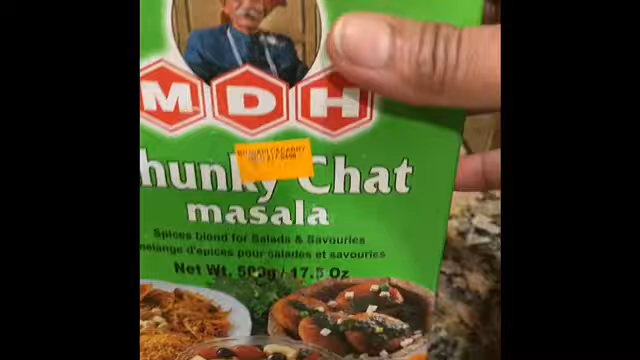 MDH
hunky Chat
masala
Spices blend for Salads & Savouries
mélange d'épices pour salades et savouries
Net Wt. 500g / 17.5 Oz